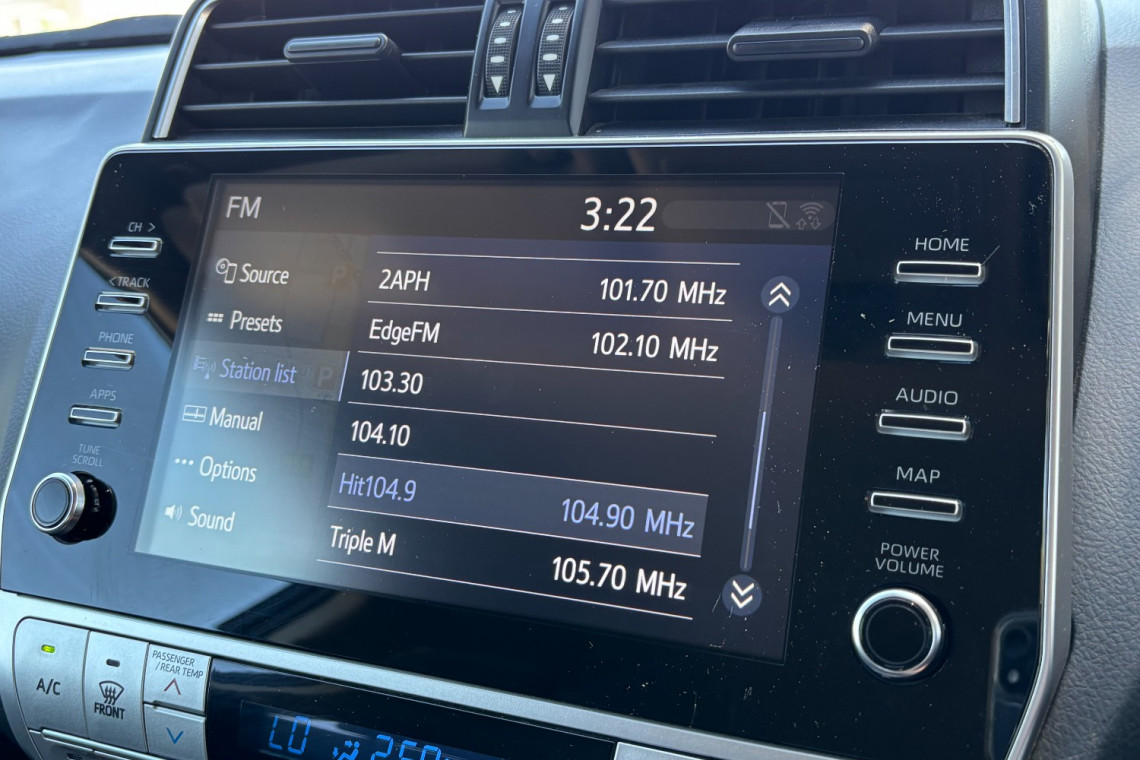 FM
3:22
Source
Presets
Station list
Manual
Options
Sound
2APH 101.70 MHz
EdgeFM 102.10 MHz
103.30
104.10
Hit104.9 104.90 MHz
Triple M 105.70 MHz
CH >
< TRACK
PHONE
APPS
TUNE
SCROLL
HOME
MENU
AUDIO
MAP
POWER
VOLUME
A/C
FRONT
PASSENGER
/REAR TEMP
LO